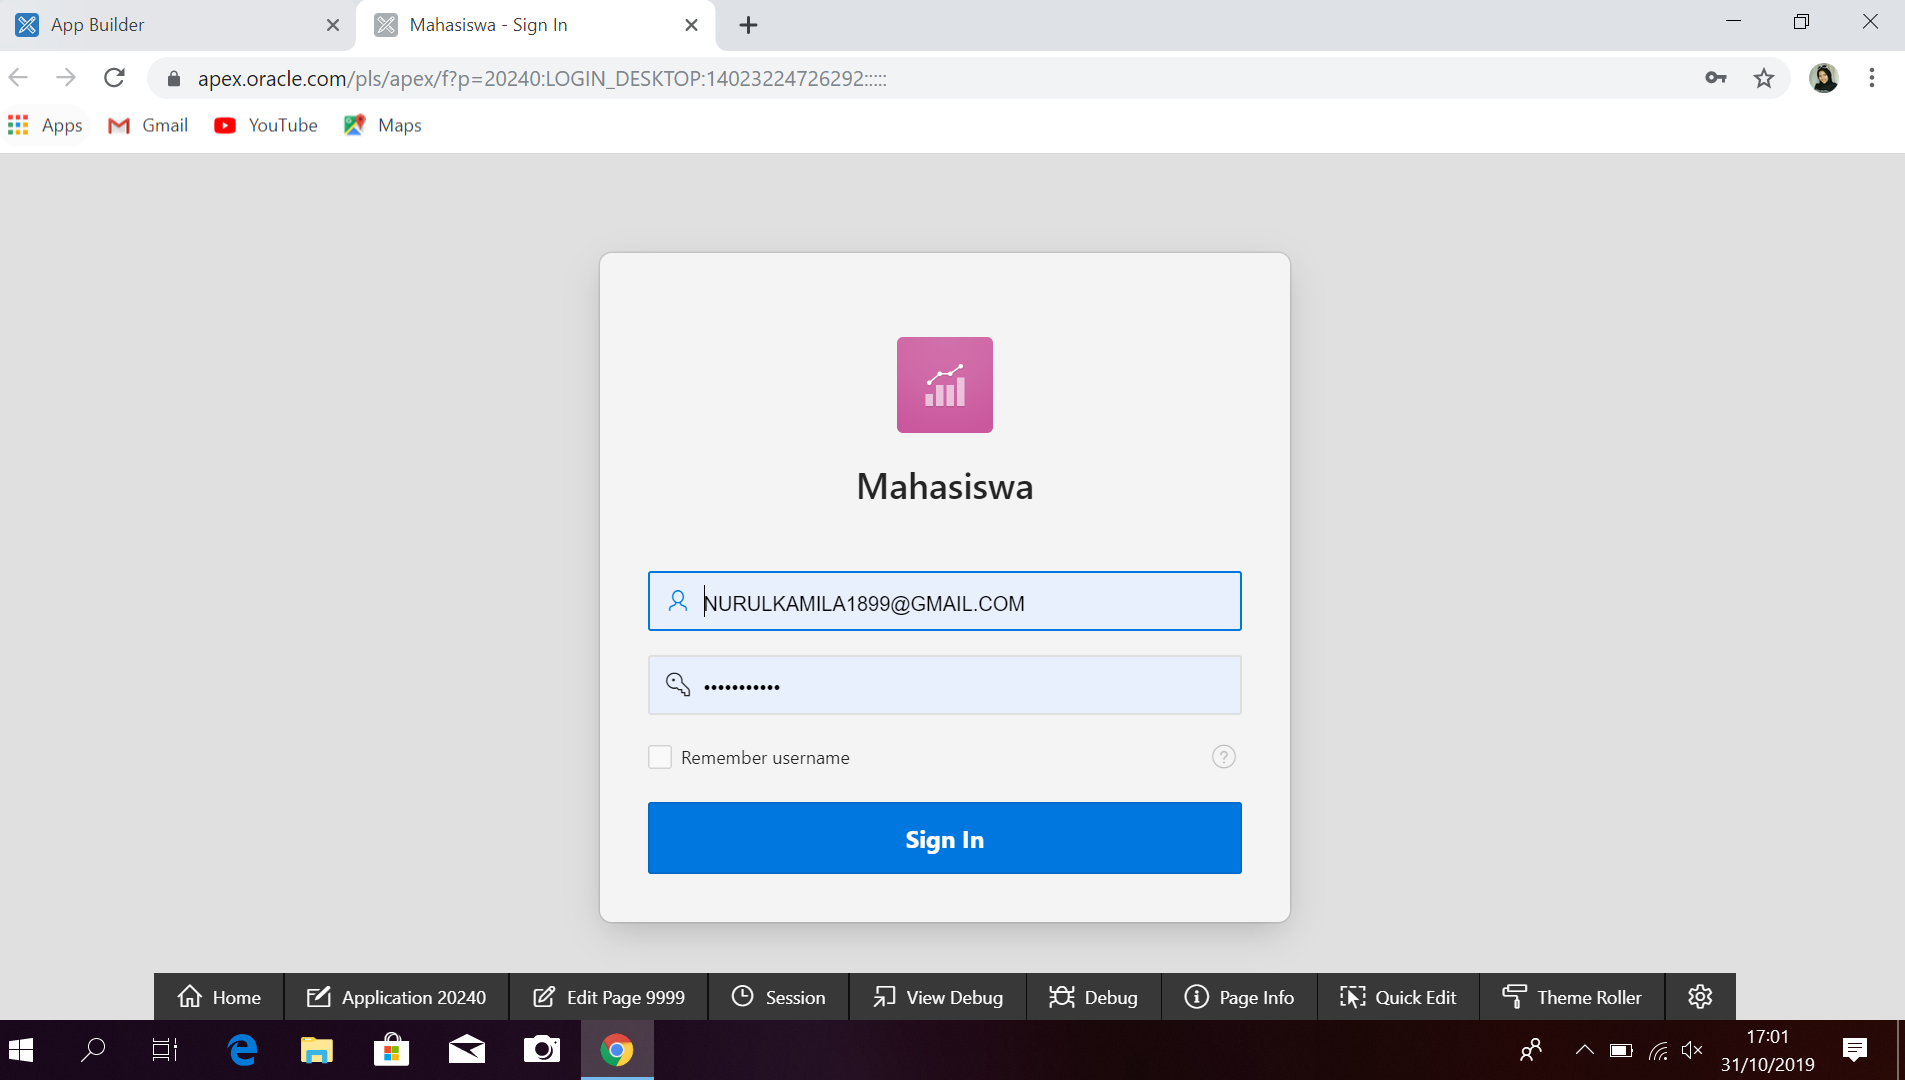 App Builder
Mahasiswa - Sign In
apex.oracle.com/pls/apex/f?p=20240:LOGIN_DESKTOP:14023224726292:::::
Apps Gmail YouTube Maps
Mahasiswa
NURULKAMILA1899@GMAIL.COM
•••••••••••
Remember username ?
Sign In
Home Application 20240 Edit Page 9999 Session View Debug Debug Page Info Quick Edit Theme Roller
17:01
31/10/2019